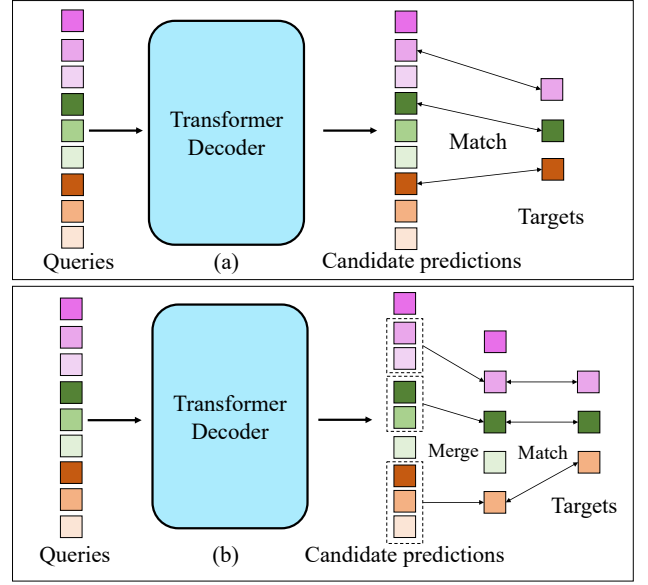 Transformer
Decoder
Match
Targets
Queries
(a)
Candidate predictions
Transformer
Decoder
Merge
Match
Targets
Queries
(b)
Candidate predictions